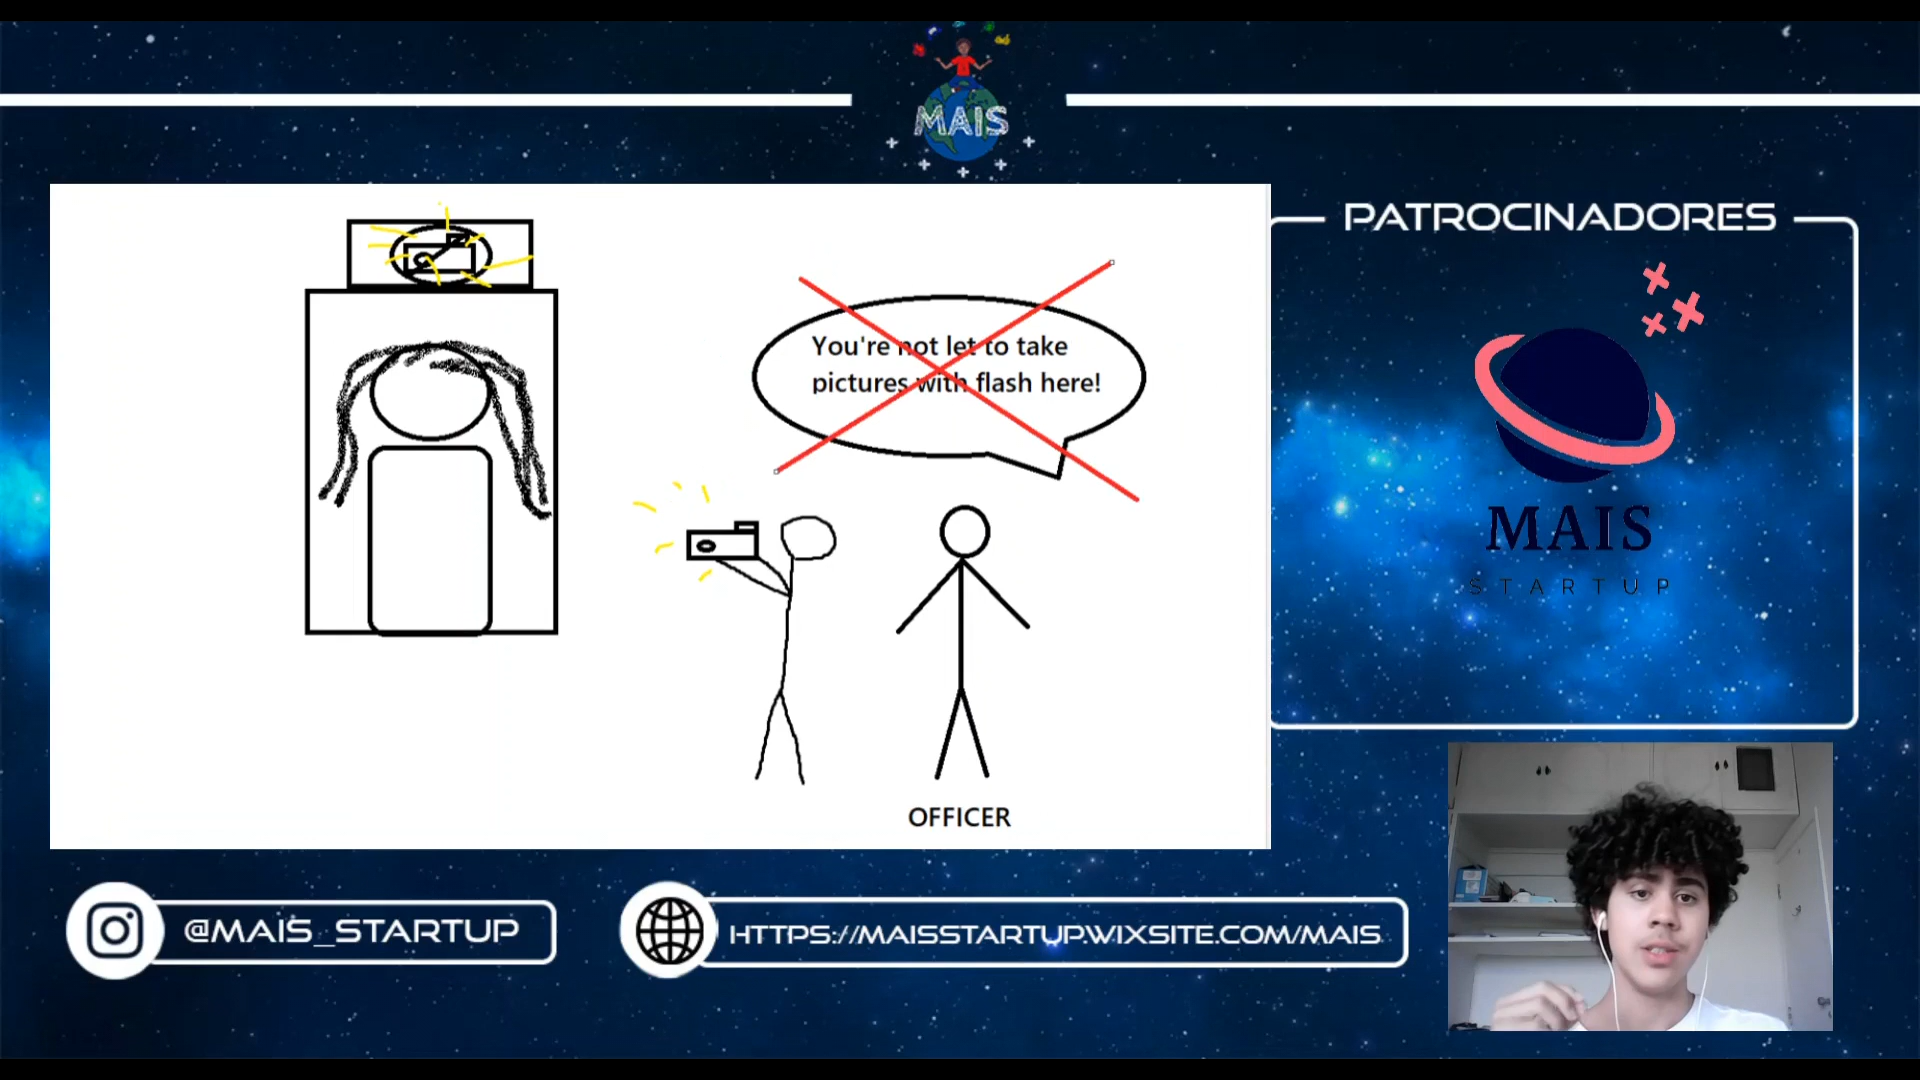 MAIS
PATROCINADORES
You're not let to take
pictures with flash here!
MAIS
STARTUP
OFFICER
@MAIS_STARTUP
HTTPS://MAISSTARTUP.WIXSITE.COM/MAIS